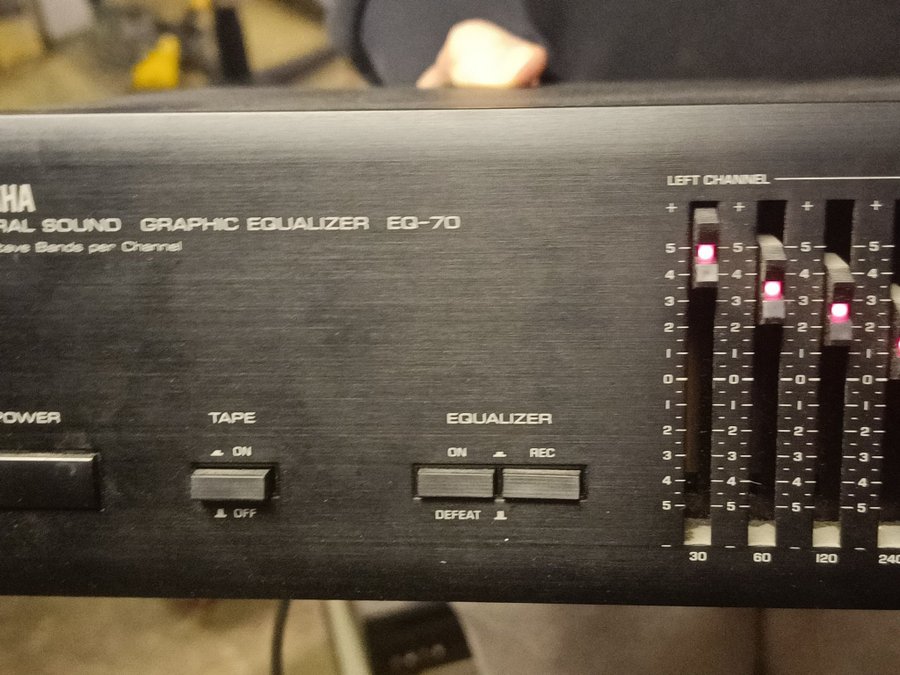 AHA
RAL SOUND GRAPHIC EQUALIZER EQ-70
tave Bands per Channel
LEFT CHANNEL
+ + + +
5 5 5 5
4 4 4 4
3 3 3 3
2 2 2 2
1 1 1 1
0 0 0 0
1 1 1 1
2 2 2 2
3 3 3 3
4 4 4 4
5 5 5 5
30 60 120 240
POWER
TAPE
ON
OFF
EQUALIZER
ON REC
DEFEAT